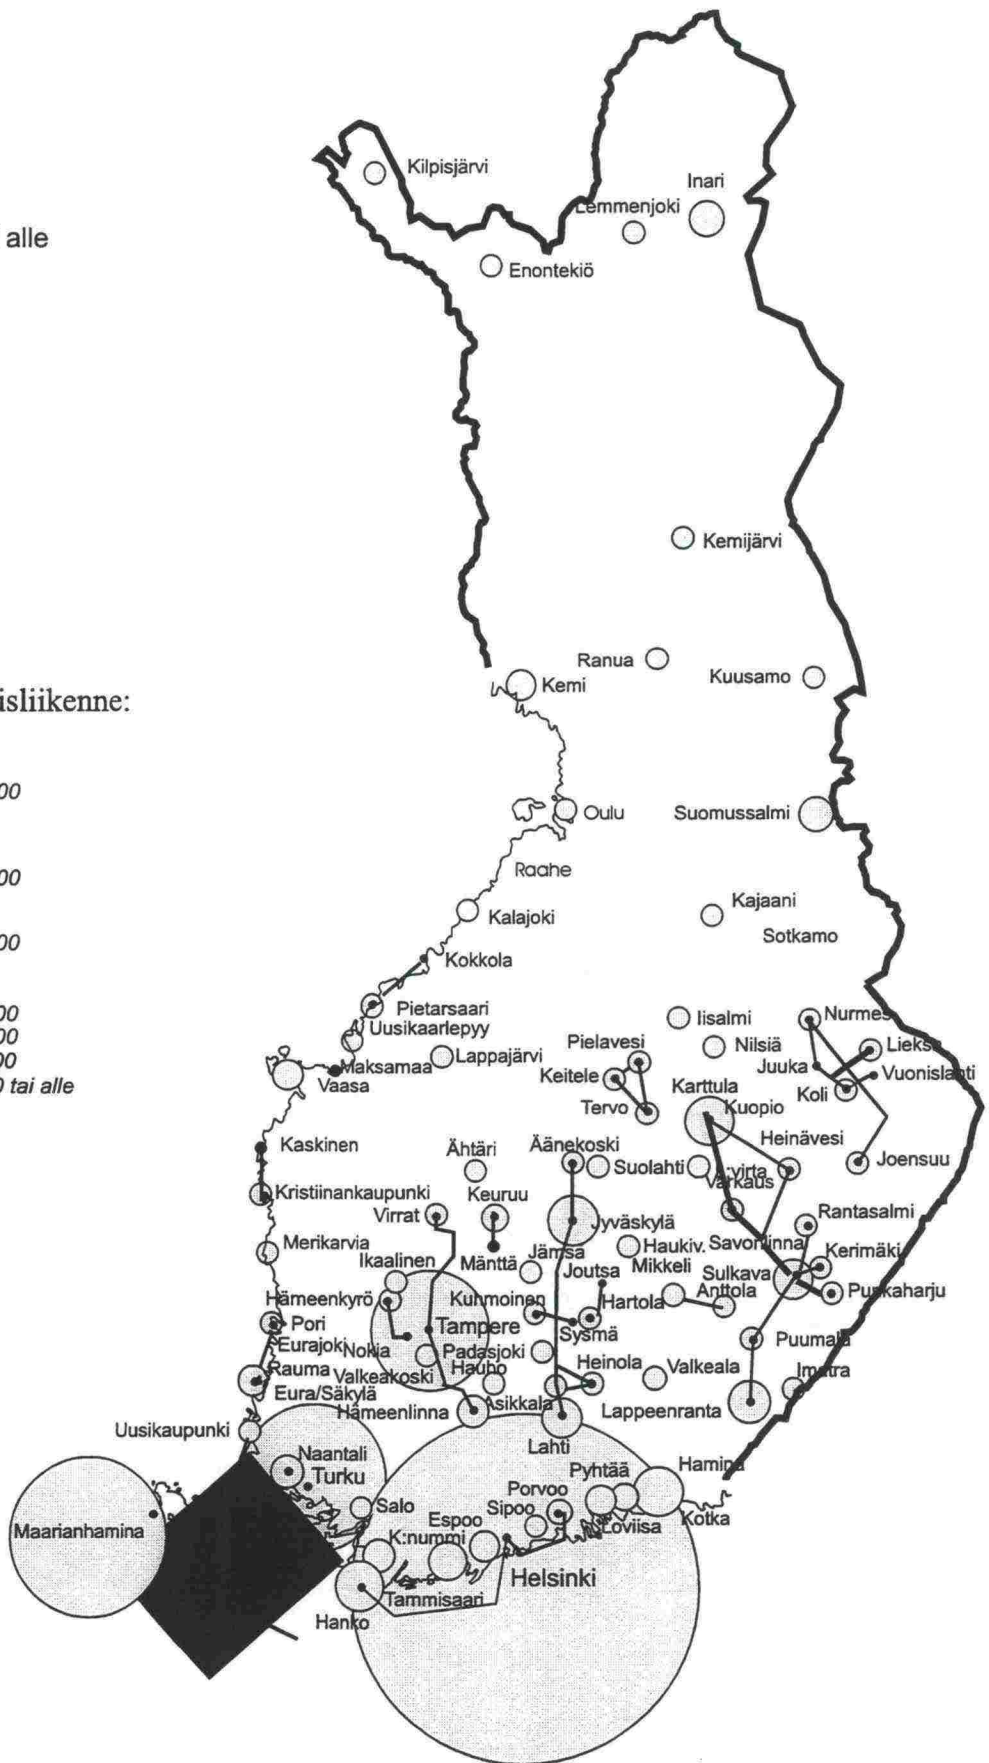 Kilpisjärvi
Inari
Lemmenjoki
alle
Enontekiö
Kemijärvi
Ranua
Kuusamo
Kemi
isliikenne:
00
Oulu
Suomussalmi
Raahe
00
Kajaani
Kalajoki
Sotkamo
00
Kokkola
Pietarsaari
00
Iisalmi
Nurmes
Uusikaarlepyy
00
Nilsiä
Lieksa
Lappajärvi
Pielavesi
00
Maksamaa
Juuka
Vuonislahti
Keitele
0 tai alle
Vaasa
Karttula
Koli
Tervo
Kuopio
Heinävesi
Kaskinen
Ähtäri
Äänekoski
Suolahti
Joensuu
V:virta
Varkaus
Kristiinankaupunki
Keuruu
Virrat
Jyväskylä
Rantasalmi
Merikarvia
Haukiv.
Savonlinna
Kerimäki
Ikaalinen
Mänttä
Jämsä
Mikkeli
Joutsa
Sulkava
Hämeenkyrö
Kuhmoinen
Hartola
Anttola
Punkaharju
Pori
Tampere
Sysmä
Puumala
Eurajoki
Nokia
Padasjoki
Rauma
Valkeakoski
Hauho
Heinola
Valkeala
Imatra
Eura/Säkylä
Asikkala
Hämeenlinna
Lappeenranta
Uusikaupunki
Lahti
Naantali
Turku
Pyhtää
Hamina
Porvoo
Salo
Sipoo
Kotka
Espoo
Loviisa
Maarianhamina
K:nummi
Helsinki
Tammisaari
Hanko